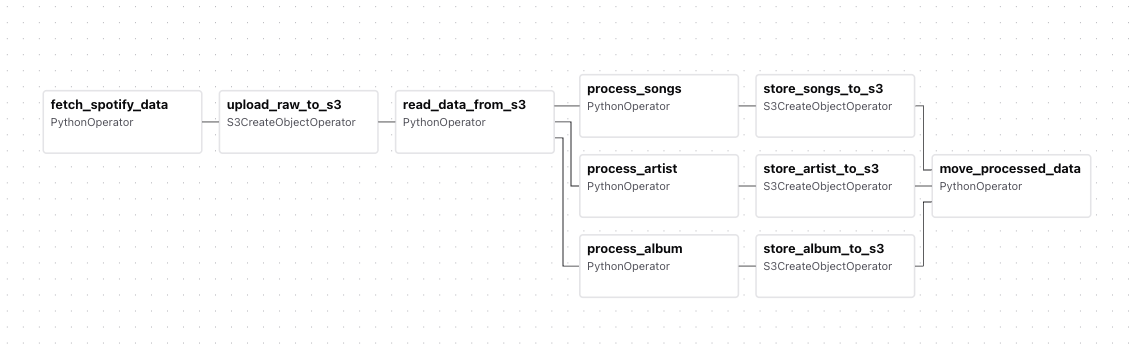 fetch_spotify_data
PythonOperator
upload_raw_to_s3
S3CreateObjectOperator
read_data_from_s3
PythonOperator
process_songs
PythonOperator
store_songs_to_s3
S3CreateObjectOperator
process_artist
PythonOperator
store_artist_to_s3
S3CreateObjectOperator
process_album
PythonOperator
store_album_to_s3
S3CreateObjectOperator
move_processed_data
PythonOperator